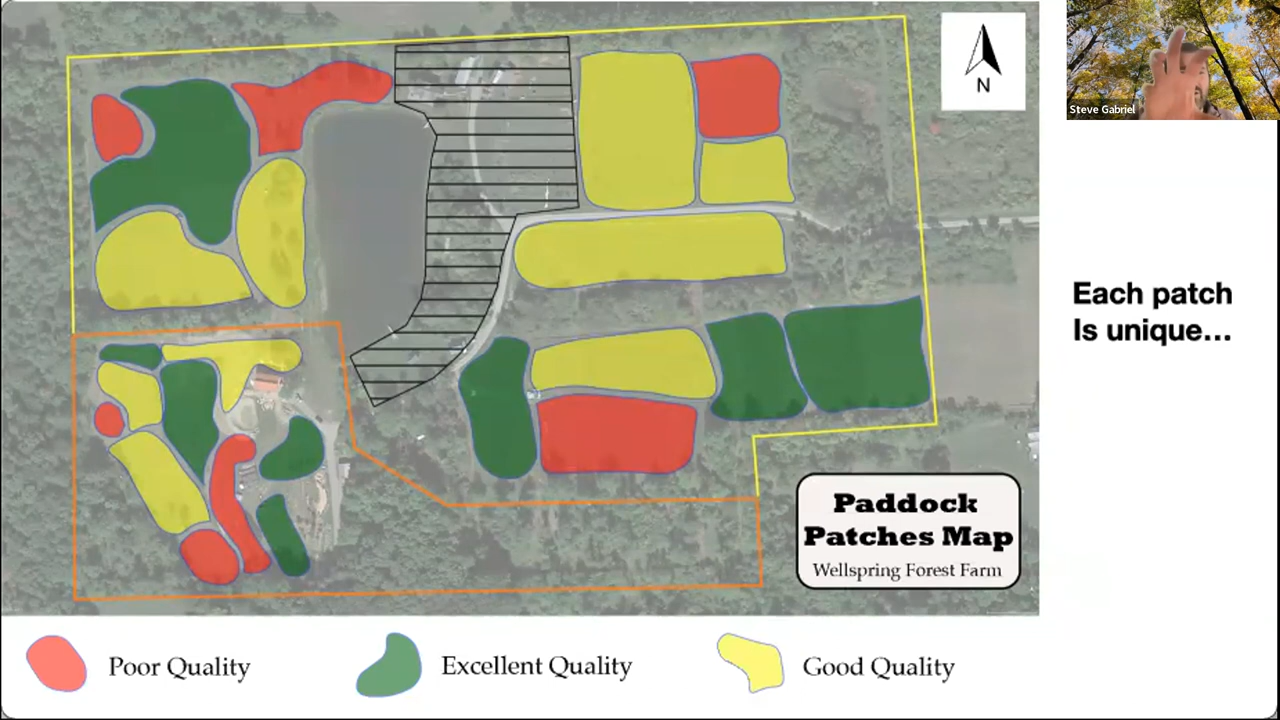 N
Steve Gabriel
Each patch
Is unique...
Paddock
Patches Map
Wellspring Forest Farm
Poor Quality
Excellent Quality
Good Quality